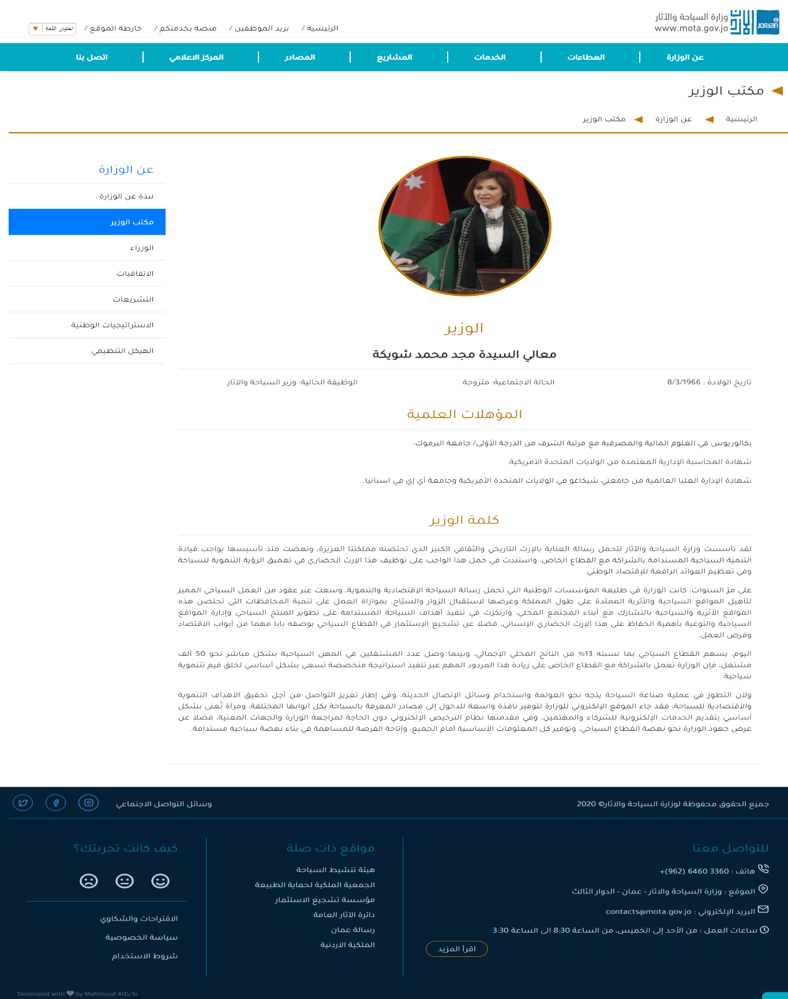 وزارة السياحة والآثار
www.mota.gov.jo
Jordan
الرئيسية /
بريد الموظفين /
منصة بخدمتكم /
خارطة الموقع /
اختيار اللغة
عن الوزارة
العطاءات
الخدمات
المشاريع
المصادر
المركز الاعلامي
اتصل بنا
مكتب الوزير
الرئيسية
عن الوزارة
مكتب الوزير
عن الوزارة
نبذة عن الوزارة
مكتب الوزير
الوزراء
الاتفاقيات
التشريعات
الاستراتيجيات الوطنية
الهيكل التنظيمي
الوزير
معالي السيدة مجد محمد شويكة
تاريخ الولادة : 8/3/1966
الحالة الاجتماعية: متزوجة
الوظيفة الحالية: وزير السياحة والآثار
المؤهلات العلمية
بكالوريوس في العلوم المالية والمصرفية مع مرتبة الشرف من الدرجة الأولى/ جامعة اليرموك.
شهادة المحاسبة الإدارية المعتمدة من الولايات المتحدة الأمريكية.
شهادة الإدارة العليا العالمية من جامعتي شيكاغو في الولايات المتحدة الأمريكية وجامعة أي إي في اسبانيا.
كلمة الوزير
لقد تأسست وزارة السياحة والآثار لتحمل رسالة العناية بالإرث التاريخي والثقافي الكبير الذي تحتضنه مملكتنا العزيزة، ونهضت منذ تأسيسها بواجب قيادة
التنمية السياحية المستدامة بالشراكة مع القطاع الخاص، واستندت في حمل هذا الواجب على توظيف هذا الإرث الحضاري في تعميق الرؤية التنموية للسياحة
وفي تعظيم العوائد الرافعة للإقتصاد الوطني.
على مرّ السنوات، كانت الوزارة في طليعة المؤسسات الوطنية التي تحمل رسالة السياحة الإقتصادية والتنموية، وسعت عبر عقود من العمل السياحي المميز
لتأهيل المواقع السياحية والأثرية الممتدة على طول المملكة وعرضها لاستقبال الزوار والسيّاح، بموازاة العمل على تنمية المحافظات التي تحتضن هذه
المواقع الأثرية والسياحية بالتشارك مع أبناء المجتمع المحلي، وارتكزت في تنفيذ أهداف السياحة المستدامة على تطوير المنتج السياحي وإدارة المواقع
السياحية والتوعية بأهمية الحفاظ على هذا الإرث الحضاري الإنساني، فضلا عن تشجيع الإستثمار في القطاع السياحي بوصفه بابا مهما من أبواب الاقتصاد
وفرص العمل.
اليوم، يسهم القطاع السياحي بما نسبته 13% من الناتج المحلي الإجمالي، وبينما وصل عدد المشتغلين في المهن السياحية بشكل مباشر نحو 50 ألف
مشتغل، فإن الوزارة تعمل بالشراكة مع القطاع الخاص على زيادة هذا المردود المهم عبر تنفيذ استراتيجة متخصصة تسعى بشكل أساسي لخلق قيم تتنموية
سياحية.
ولأن التطور في عملية صناعة السياحة يتجه نحو العولمة واستخدام وسائل الإتصال الحديثة، وفي إطار تعزيز التواصل من أجل تحقيق الأهداف التنموية
والاقتصادية للسياحة، فقد جاء الموقع الإلكتروني للوزارة لتوفير نافذة واسعة للدخول إلى مصادر المعرفة بالسياحة بكل أبوابها المختلفة، ومرآة تُعنى بشكل
أساسي بتقديم الخدمات الإلكترونية للشركاء والمهتمين، وفي مقدمتها نظام الترخيص الإلكتروني دون الحاجة لمراجعة الوزارة والجهات المعنية، فضلا عن
عرض جهود الوزارة نحو نهضة القطاع السياحي، وتوفير كل المعلومات الأساسية أمام الجميع، وإتاحة الفرصة للمساهمة في بناء نهضة سياحية مستدامة.
جميع الحقوق محفوظة لوزارة السياحة والاثار© 2020
وسائل التواصل الاجتماعي
للتواصل معنا
هاتف : 3360 6460 (962)+
الموقع : وزارة السياحة والاثار - عمان - الدوار الثالث
البريد الإلكتروني : contacts@mota.gov.jo
ساعات العمل : من الأحد إلى الخميس، من الساعة 8:30 الى الساعة 3:30
اقرأ المزيد
مواقع ذات صلة
هيئة تنشيط السياحة
الجمعية الملكية لحماية الطبيعة
مؤسسة تشجيع الاستثمار
دائرة الآثار العامة
رسالة عمان
الملكية الاردنية
كيف كانت تجربتك؟
الاقتراحات والشكاوي
سياسة الخصوصية
شروط الاستخدام
Developed with ❤ by Mahmoud AlZu'bi